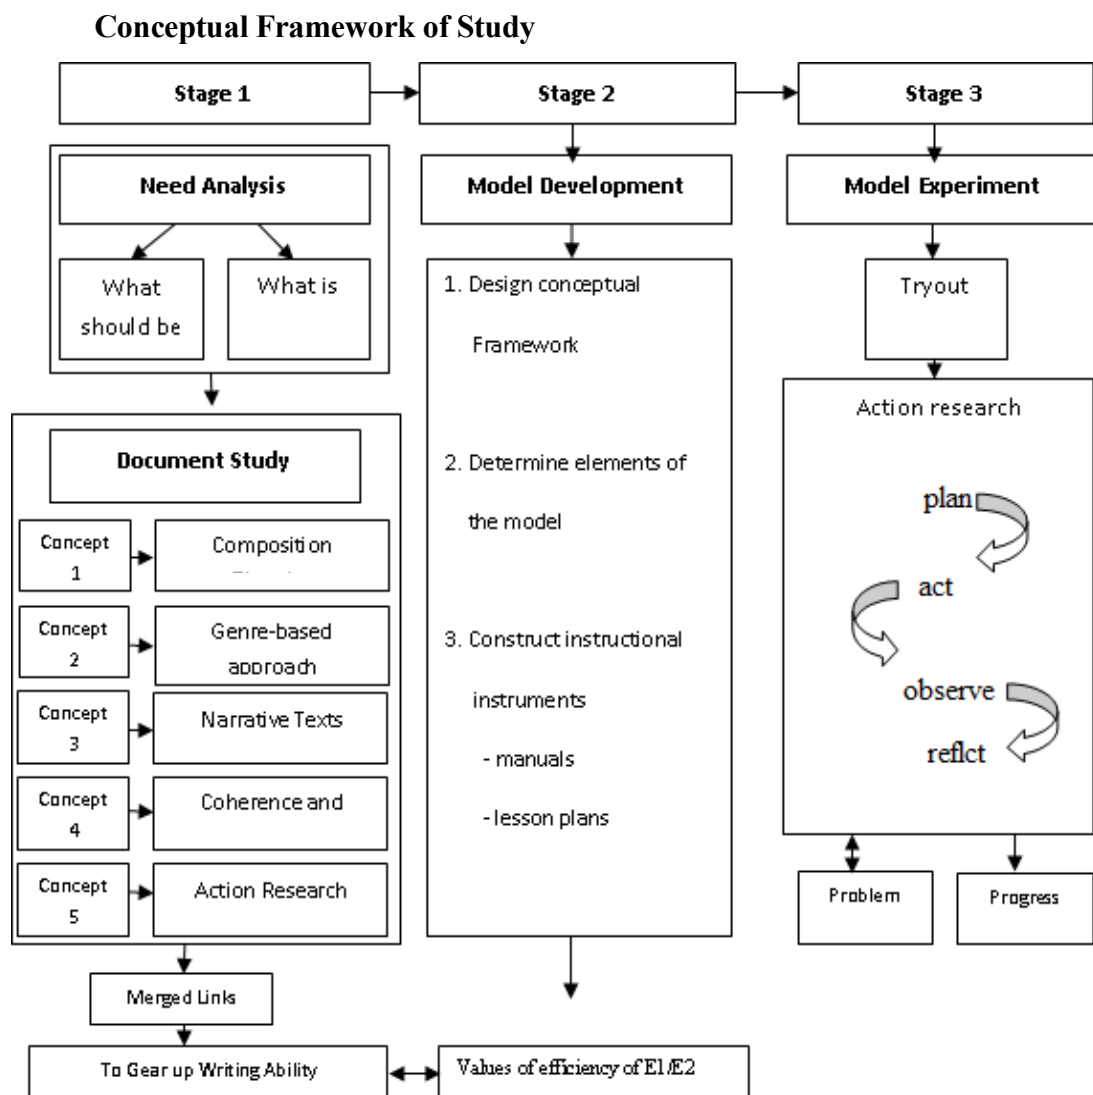 Conceptual Framework of Study
Stage 1
Stage 2
Stage 3
Need Analysis
What
should be
What is
Document Study
Concept
1
Composition
Concept
2
Genre-based
approach
Concept
3
Narrative Texts
Concept
4
Coherence and
Concept
5
Action Research
Merged Links
To Gear up Writing Ability
Model Development
1. Design conceptual
Framework
2. Determine elements of
the model
3. Construct instructional
instruments
- manuals
- lesson plans
Values of efficiency of E1/E2
Model Experiment
Tryout
Action research
plan
act
observe
reflct
Problem
Progress